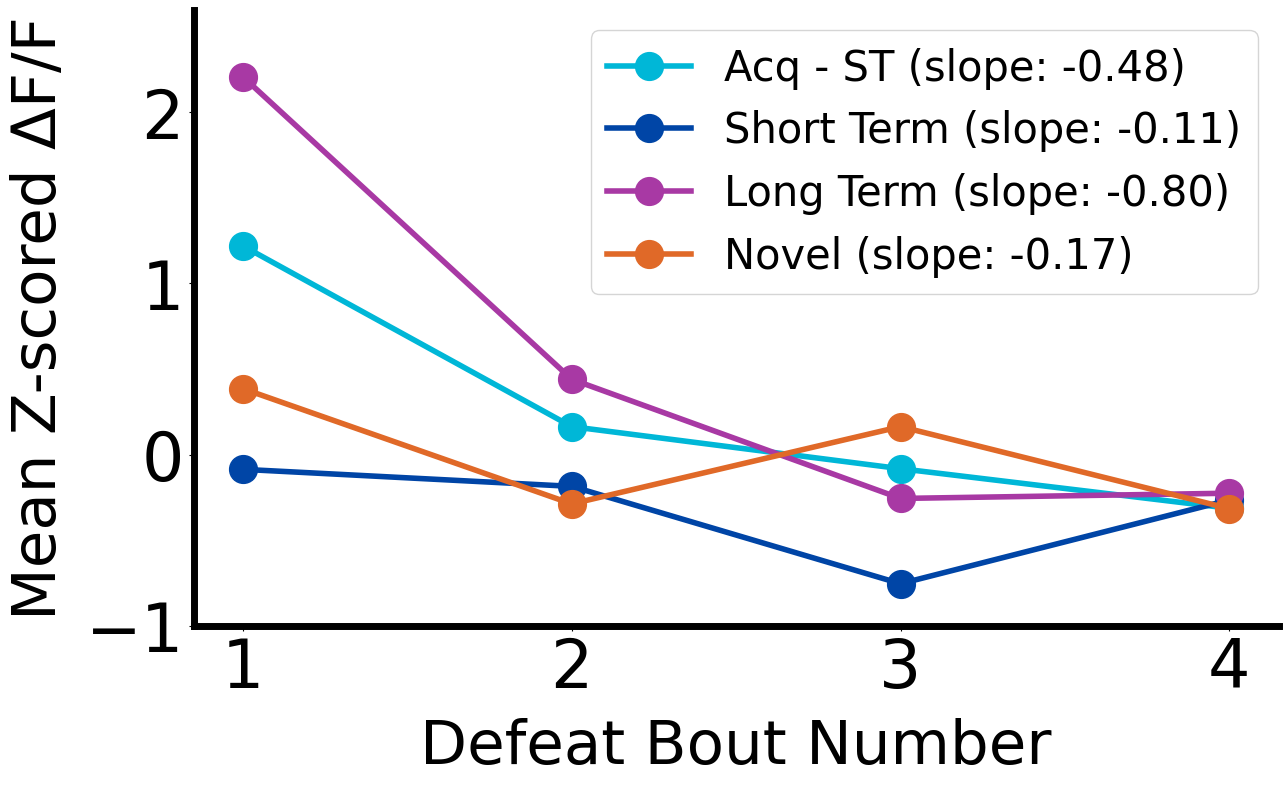 Mean Z-scored ΔF/F
2
1
0
−1
Acq - ST (slope: -0.48)
Short Term (slope: -0.11)
Long Term (slope: -0.80)
Novel (slope: -0.17)
1 2 3 4
Defeat Bout Number